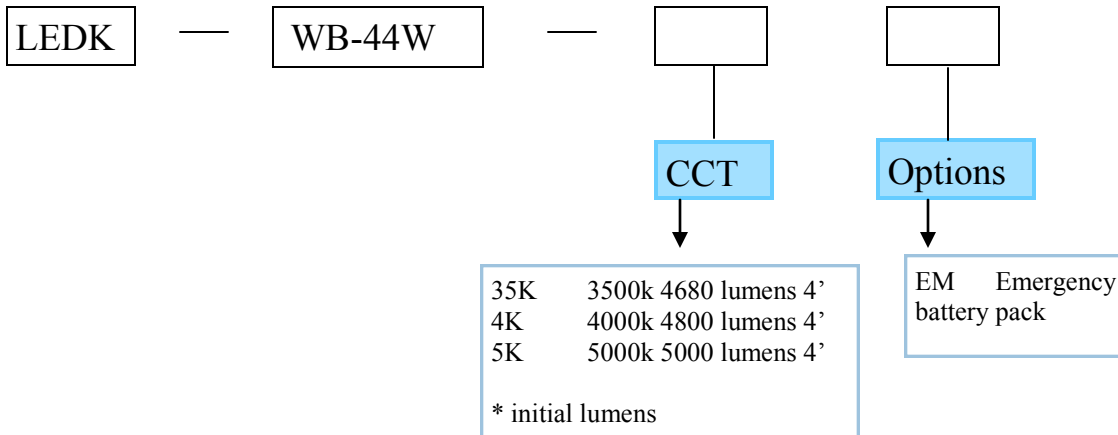 LEDK — WB-44W —
CCT Options
35K 3500k 4680 lumens 4’
4K 4000k 4800 lumens 4’
5K 5000k 5000 lumens 4’
* initial lumens
EM Emergency
battery pack